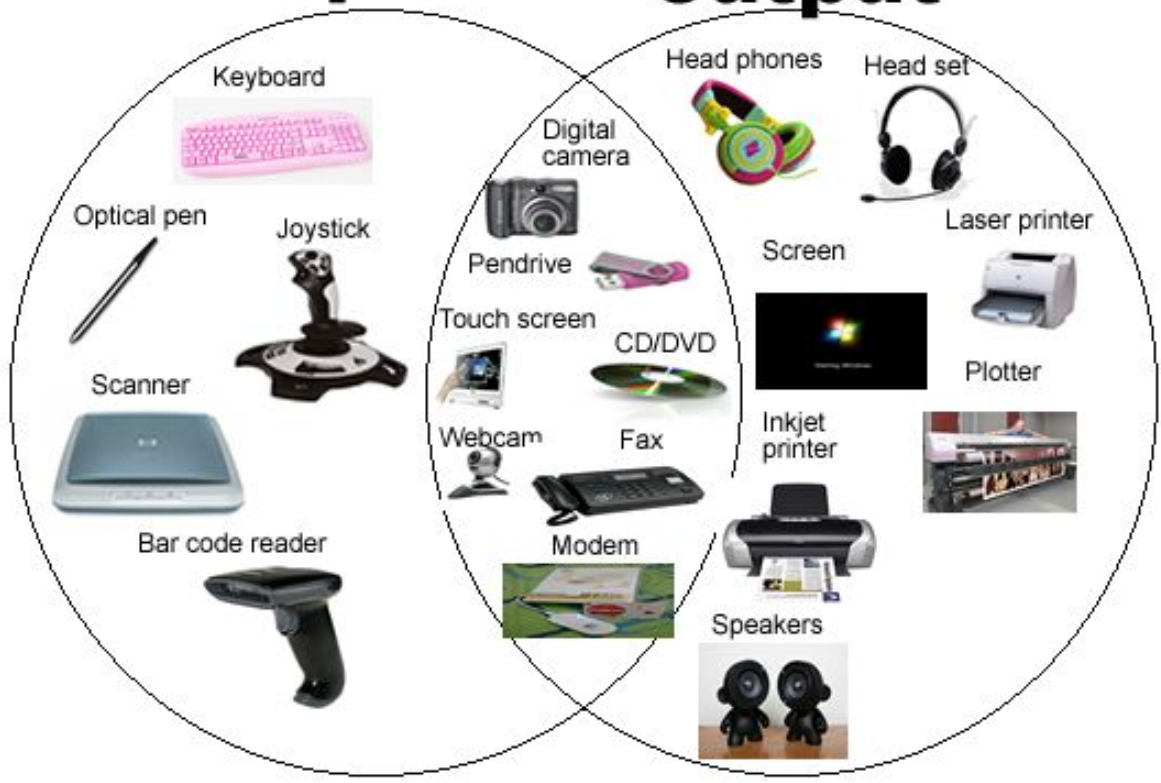 Output
Keyboard
Optical pen
Joystick
Scanner
Bar code reader
Digital
camera
Pendrive
Touch screen
CD/DVD
Webcam
Fax
Modem
Head phones
Head set
Laser printer
Screen
Plotter
Inkjet
printer
Speakers